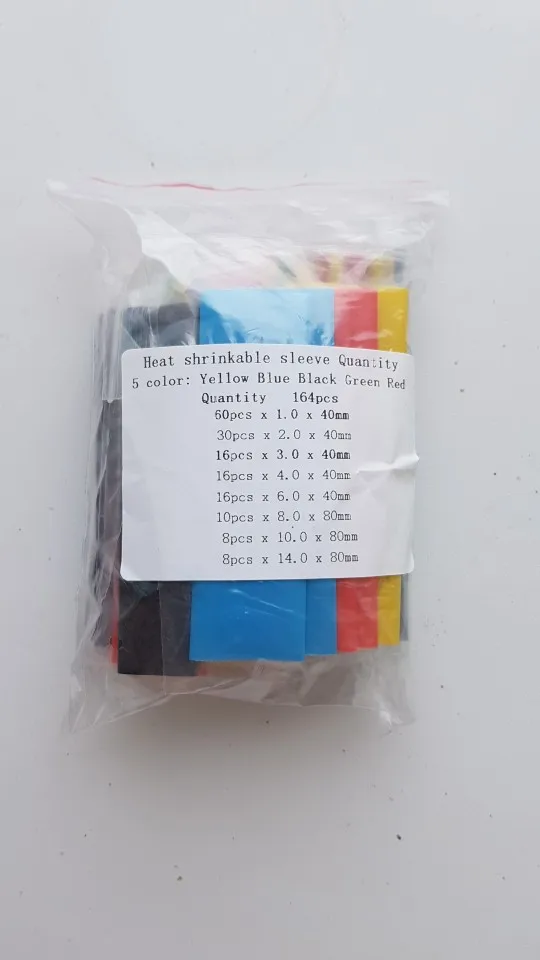 Heat shrinkable sleeve Quantity
5 color: Yellow Blue Black Green Red
Quantity 164pcs
60pcs x 1.0 x 40mm
30pcs x 2.0 x 40mm
16pcs x 3.0 x 40mm
16pcs x 4.0 x 40mm
16pcs x 6.0 x 40mm
10pcs x 8.0 x 80mm
8pcs x 10.0 x 80mm
8pcs x 14.0 x 80mm